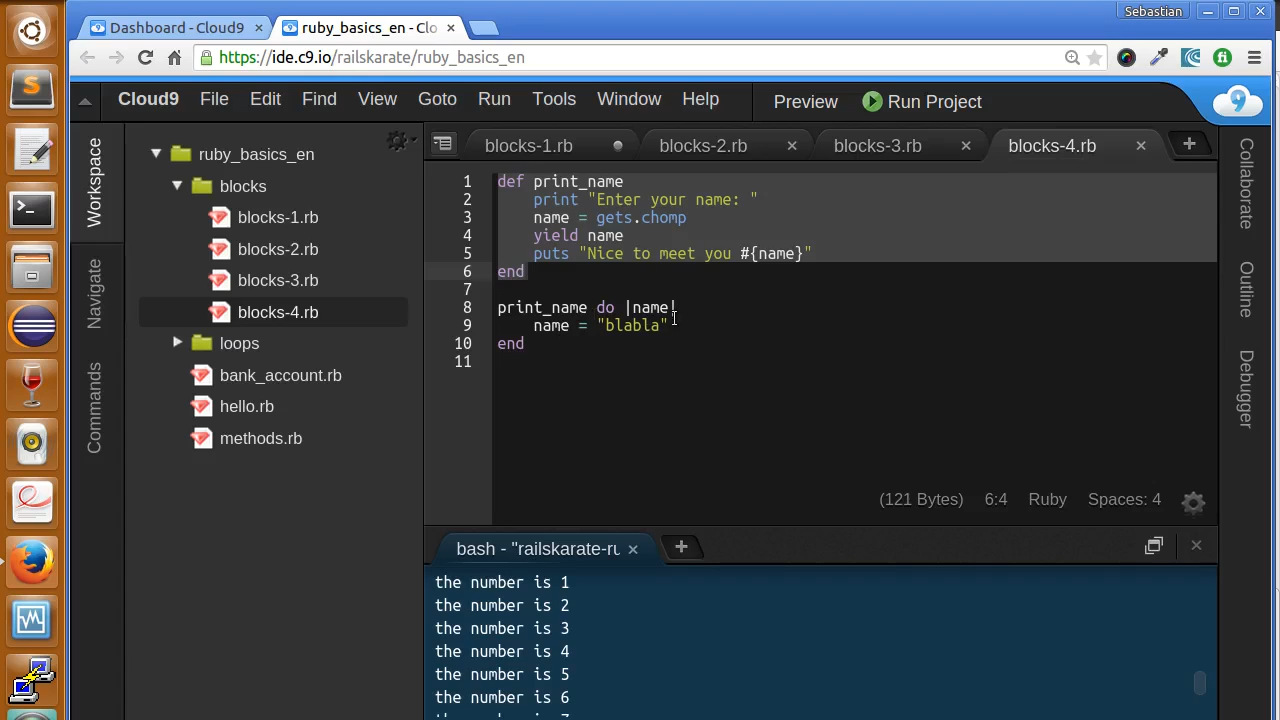 Sebastian
Dashboard - Cloud9
ruby_basics_en - Clo
https://ide.c9.io/railskarate/ruby_basics_en
Cloud9 File Edit Find View Goto Run Tools Window Help Preview Run Project
Workspace
Navigate
Commands
ruby_basics_en
blocks
blocks-1.rb
blocks-2.rb
blocks-3.rb
blocks-4.rb
loops
bank_account.rb
hello.rb
methods.rb
blocks-1.rb blocks-2.rb blocks-3.rb blocks-4.rb
1 def print_name
2 print "Enter your name: "
3 name = gets.chomp
4 yield name
5 puts "Nice to meet you #{name}"
6 end
7
8 print_name do |name|
9 name = "blabla"
10 end
11
(121 Bytes) 6:4 Ruby Spaces: 4
Collaborate
Outline
Debugger
bash - "railskarate-ru
the number is 1
the number is 2
the number is 3
the number is 4
the number is 5
the number is 6